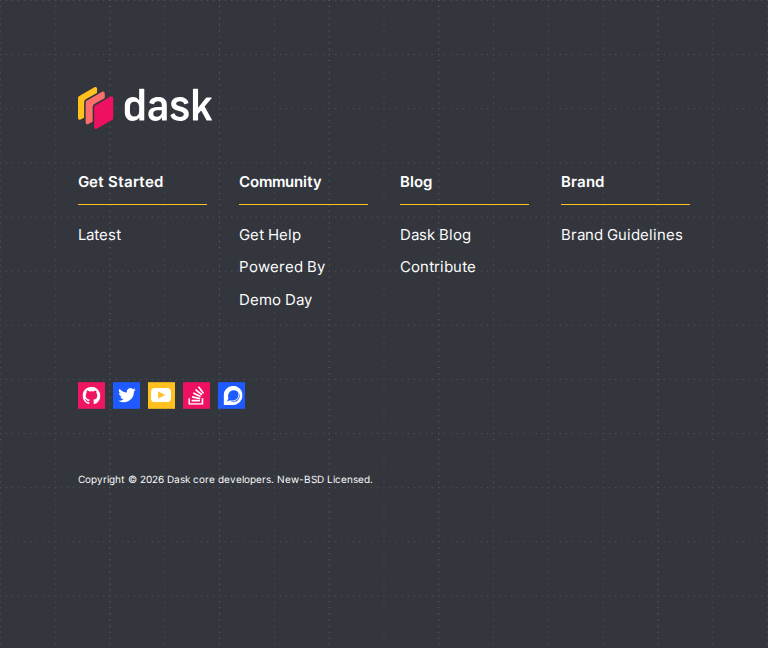 dask
Get Started
Latest
Community
Get Help
Powered By
Demo Day
Blog
Dask Blog
Contribute
Brand
Brand Guidelines
Copyright © 2026 Dask core developers. New-BSD Licensed.